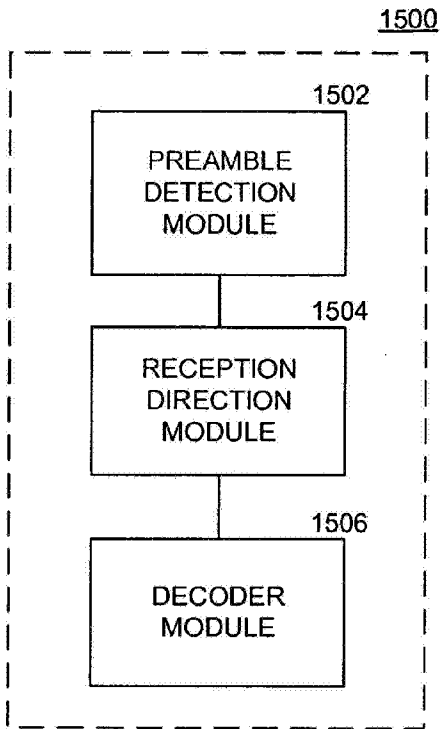 1500
1502
PREAMBLE
DETECTION
MODULE
1504
RECEPTION
DIRECTION
MODULE
1506
DECODER
MODULE